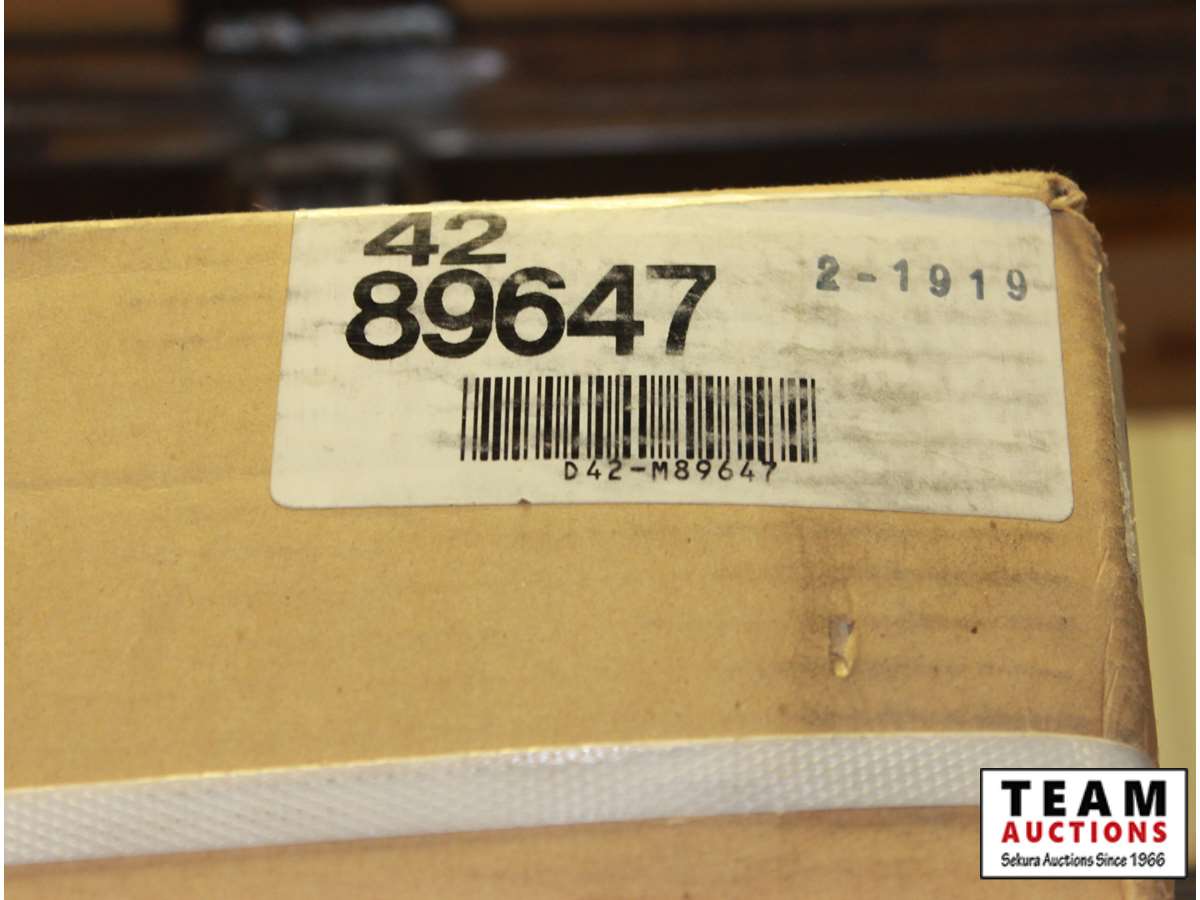 42
89647
2-1919
D42-M89647
TEAM
AUCTIONS
Sekura Auctions Since 1966